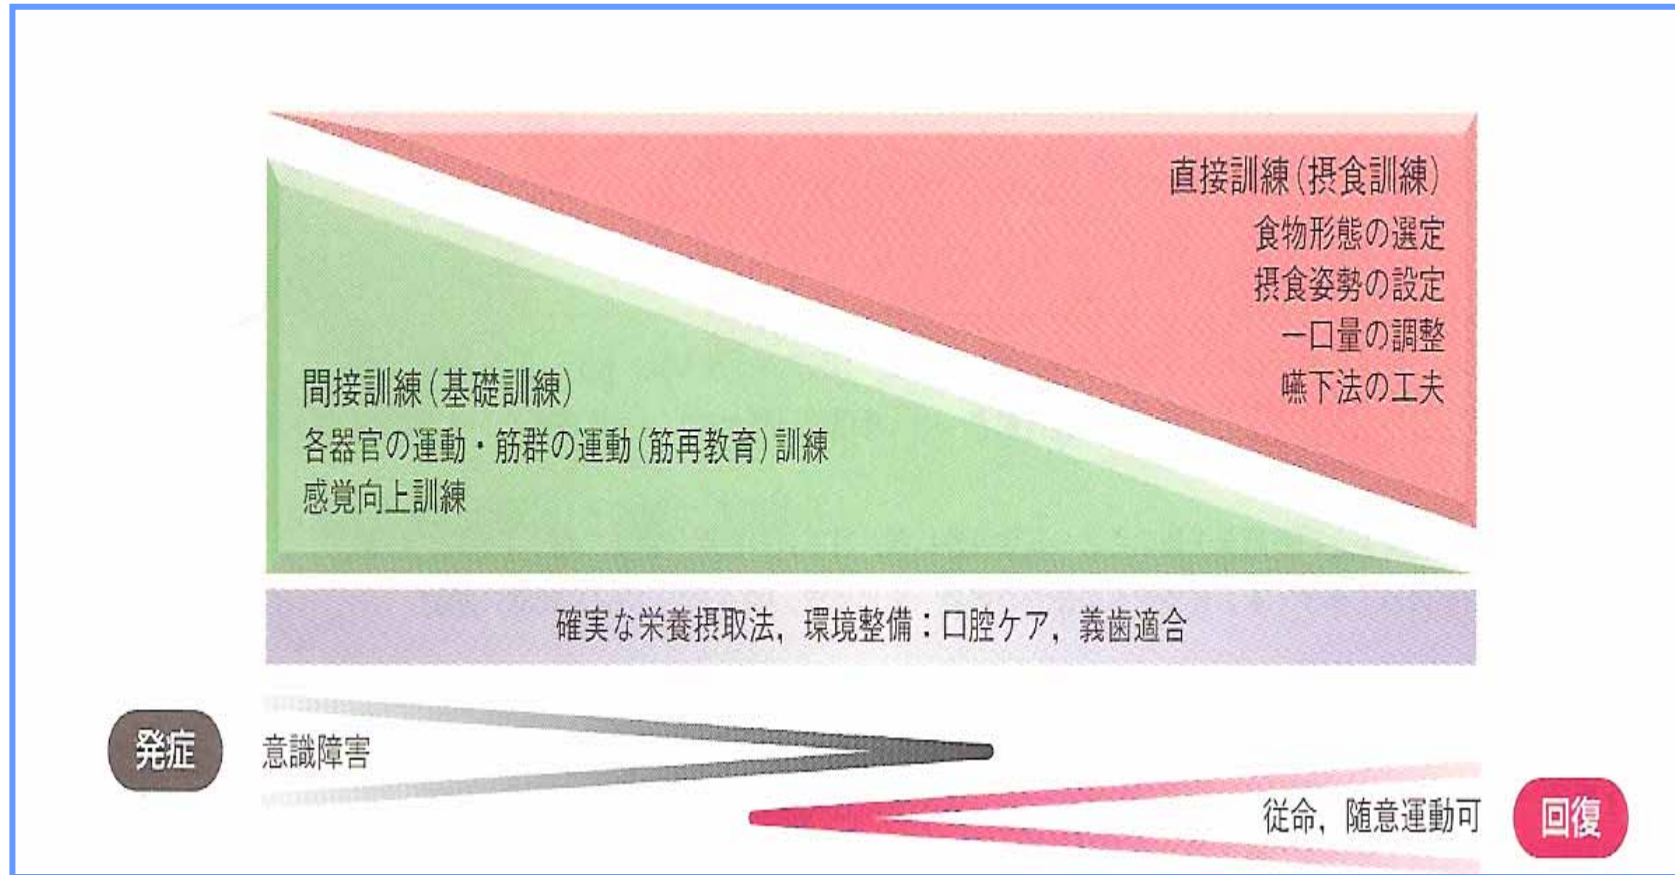 直接訓練(摂食訓練)
食物形態の選定
摂食姿勢の設定
一口量の調整
嚥下法の工夫
間接訓練(基礎訓練)
各器官の運動・筋群の運動(筋再教育)訓練
感覚向上訓練
確実な栄養摂取法，環境整備：口腔ケア，義歯適合
発症
意識障害
従命，随意運動可
回復